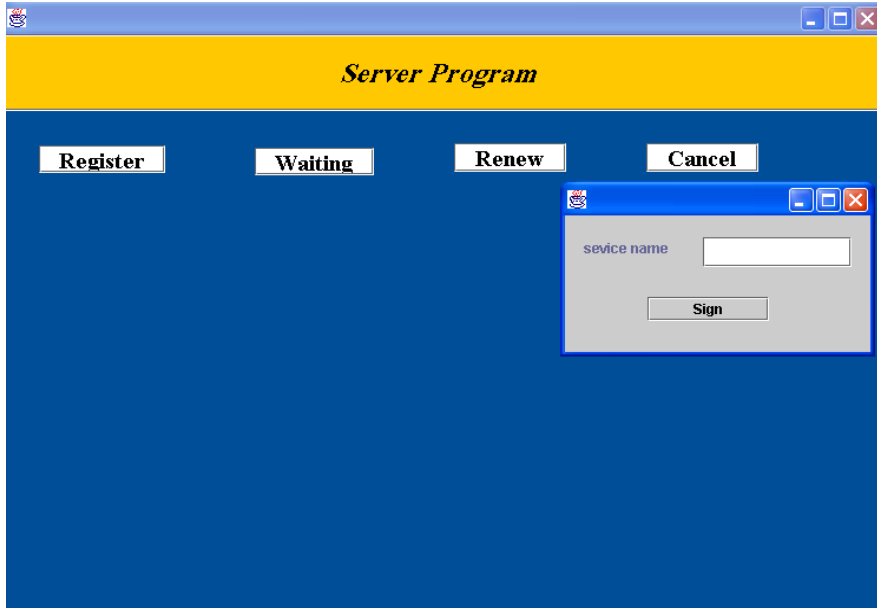 Server Program
Register
Waiting
Renew
Cancel
sevice name
Sign